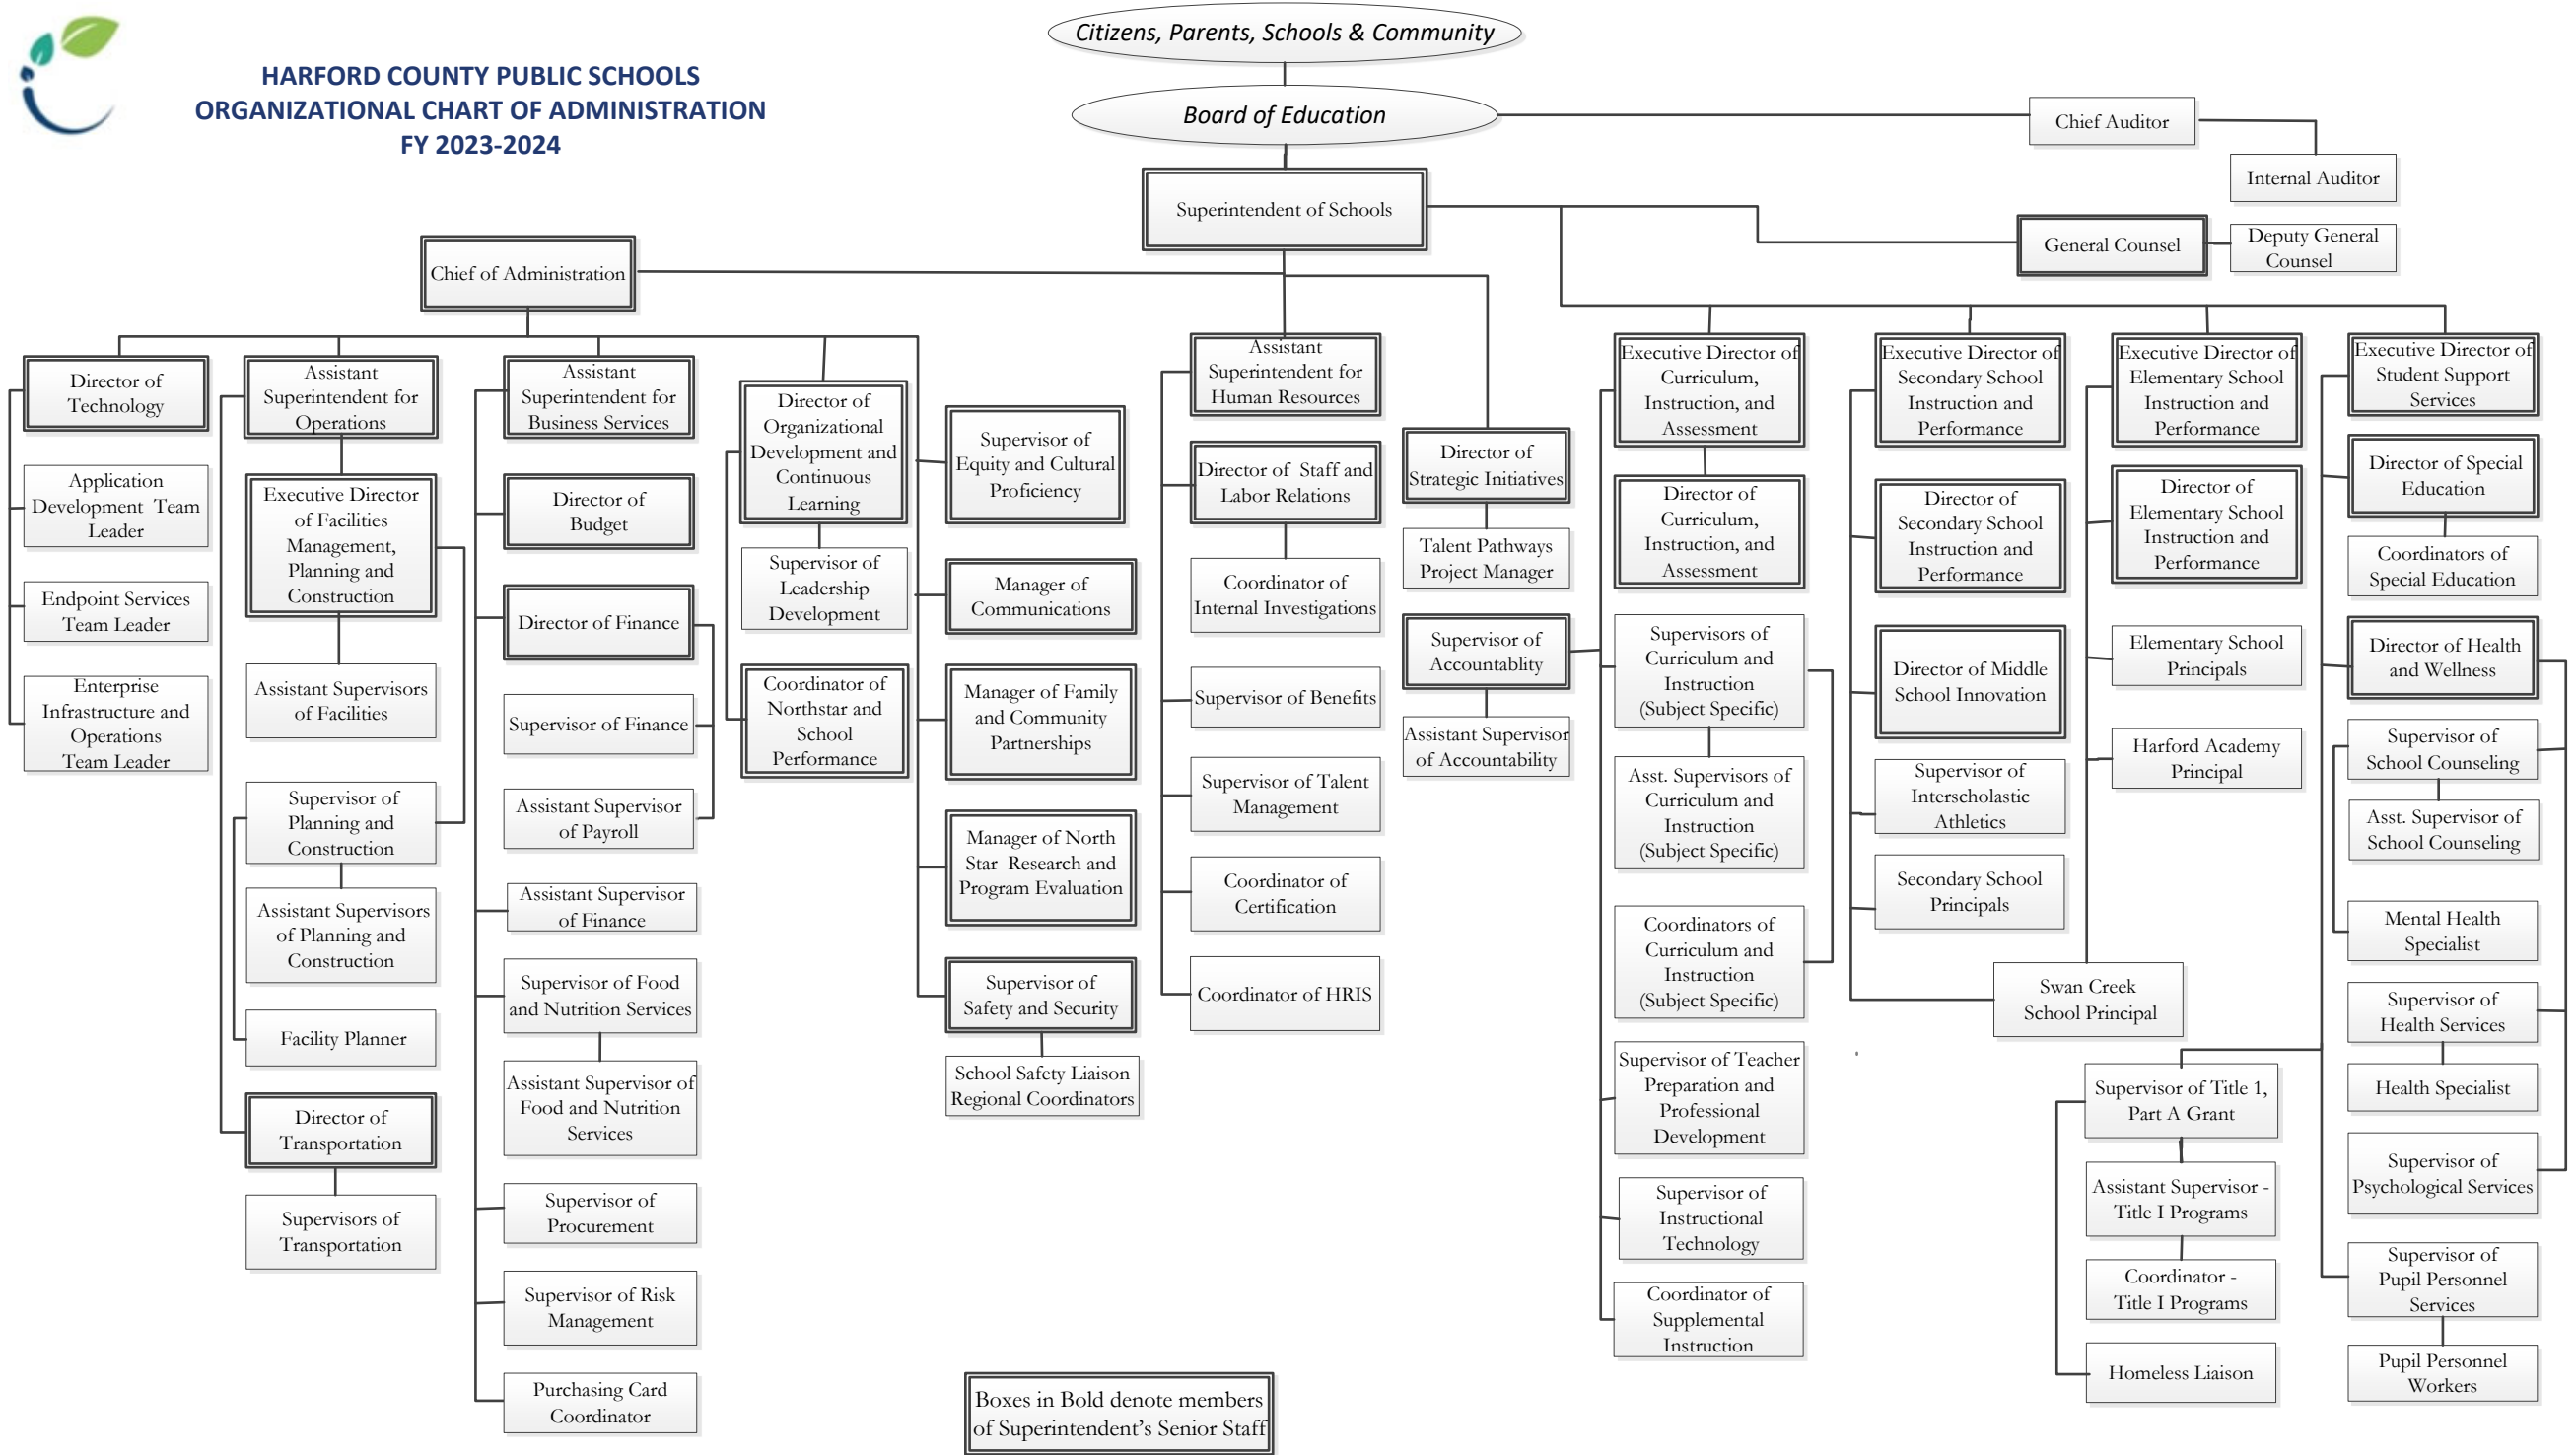 Citizens, Parents, Schools & Community
HARFORD COUNTY PUBLIC SCHOOLS
ORGANIZATIONAL CHART OF ADMINISTRATION
FY 2023-2024
Board of Education
Chief Auditor
Internal Auditor
Superintendent of Schools
General Counsel
Deputy General
Counsel
Chief of Administration
Director of
Technology
Application
Development Team
Leader
Endpoint Services
Team Leader
Enterprise
Infrastructure and
Operations
Team Leader
Assistant
Superintendent for
Operations
Executive Director
of Facilities
Management,
Planning and
Construction
Assistant Supervisors
of Facilities
Supervisor of
Planning and
Construction
Assistant Supervisors
of Planning and
Construction
Facility Planner
Director of
Transportation
Supervisors of
Transportation
Assistant
Superintendent for
Business Services
Director of
Budget
Director of Finance
Supervisor of Finance
Assistant Supervisor
of Payroll
Assistant Supervisor
of Finance
Supervisor of Food
and Nutrition Services
Assistant Supervisor of
Food and Nutrition
Services
Supervisor of
Procurement
Supervisor of Risk
Management
Purchasing Card
Coordinator
Director of
Organizational
Development and
Continuous
Learning
Supervisor of
Leadership
Development
Coordinator of
Northstar and
School
Performance
Supervisor of
Equity and Cultural
Proficiency
Manager of
Communications
Manager of Family
and Community
Partnerships
Manager of North
Star Research and
Program Evaluation
Supervisor of
Safety and Security
School Safety Liaison
Regional Coordinators
Assistant
Superintendent for
Human Resources
Director of Staff and
Labor Relations
Coordinator of
Internal Investigations
Supervisor of Benefits
Supervisor of Talent
Management
Coordinator of
Certification
Coordinator of HRIS
Director of
Strategic Initiatives
Talent Pathways
Project Manager
Supervisor of
Accountablity
Assistant Supervisor
of Accountability
Executive Director of
Curriculum,
Instruction, and
Assessment
Director of
Curriculum,
Instruction, and
Assessment
Supervisors of
Curriculum and
Instruction
(Subject Specific)
Asst. Supervisors of
Curriculum and
Instruction
(Subject Specific)
Coordinators of
Curriculum and
Instruction
(Subject Specific)
Supervisor of Teacher
Preparation and
Professional
Development
Supervisor of
Instructional
Technology
Coordinator of
Supplemental
Instruction
Executive Director of
Secondary School
Instruction and
Performance
Director of
Secondary School
Instruction and
Performance
Director of Middle
School Innovation
Supervisor of
Interscholastic
Athletics
Secondary School
Principals
Executive Director of
Elementary School
Instruction and
Performance
Director of
Elementary School
Instruction and
Performance
Elementary School
Principals
Harford Academy
Principal
Swan Creek
School Principal
Supervisor of Title 1,
Part A Grant
Assistant Supervisor -
Title I Programs
Coordinator -
Title I Programs
Homeless Liaison
Executive Director of
Student Support
Services
Director of Special
Education
Coordinators of
Special Education
Director of Health
and Wellness
Supervisor of
School Counseling
Asst. Supervisor of
School Counseling
Mental Health
Specialist
Supervisor of
Health Services
Health Specialist
Supervisor of
Psychological Services
Supervisor of
Pupil Personnel
Services
Pupil Personnel
Workers
Boxes in Bold denote members
of Superintendent's Senior Staff